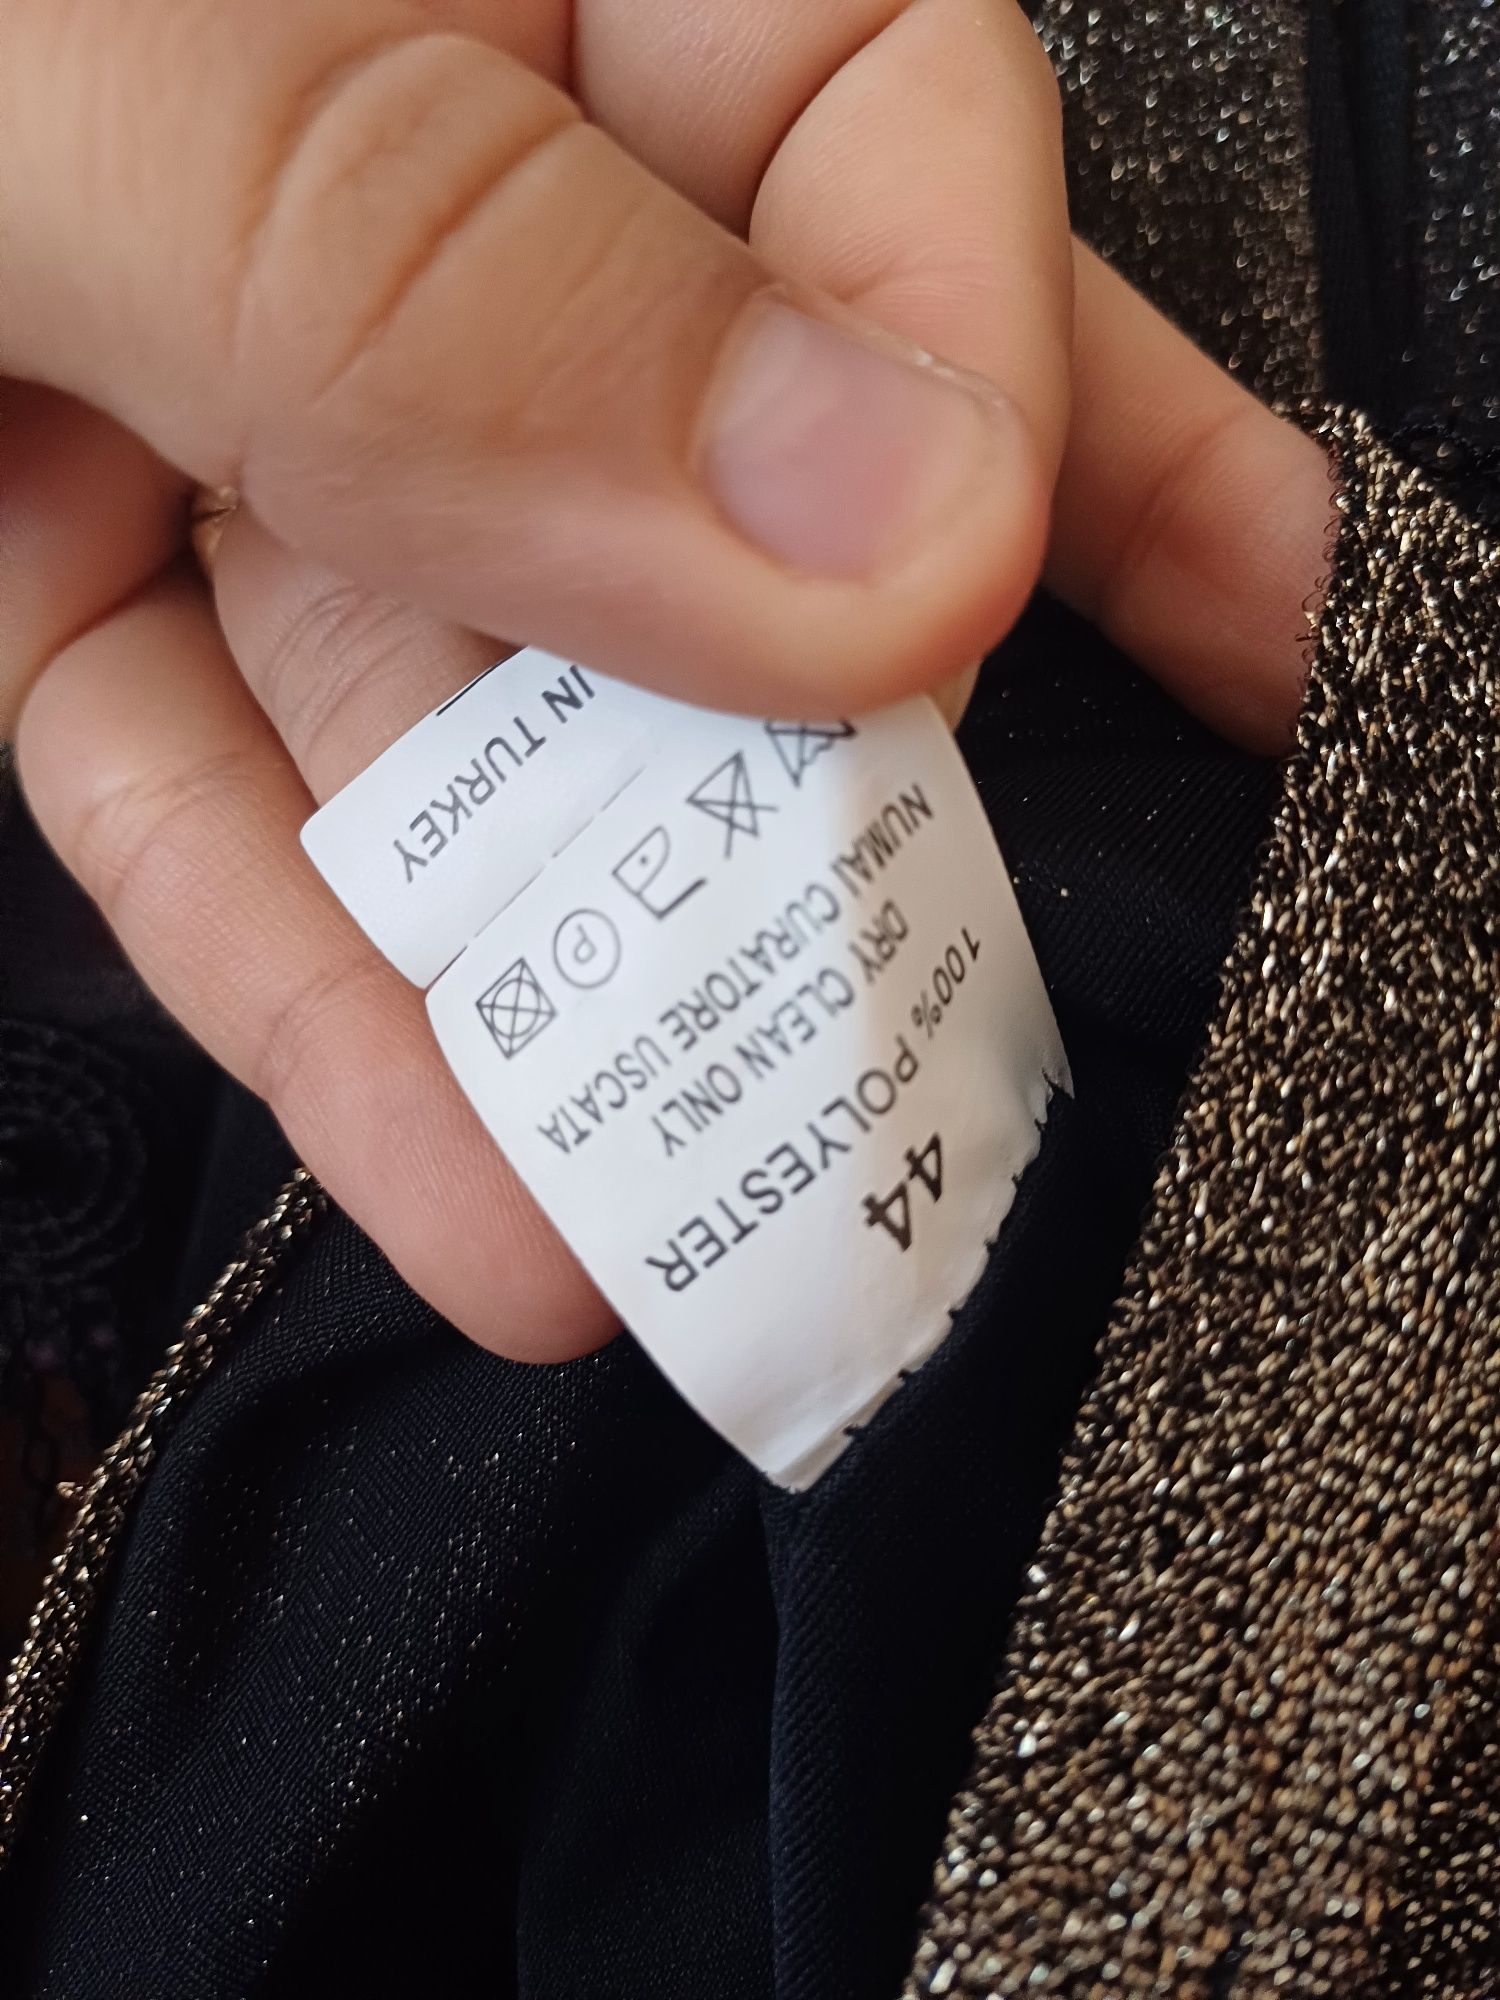 44
100% POLYESTER
DRY CLEAN ONLY
NUMAI CURATORE USCATA
P
IN TURKEY